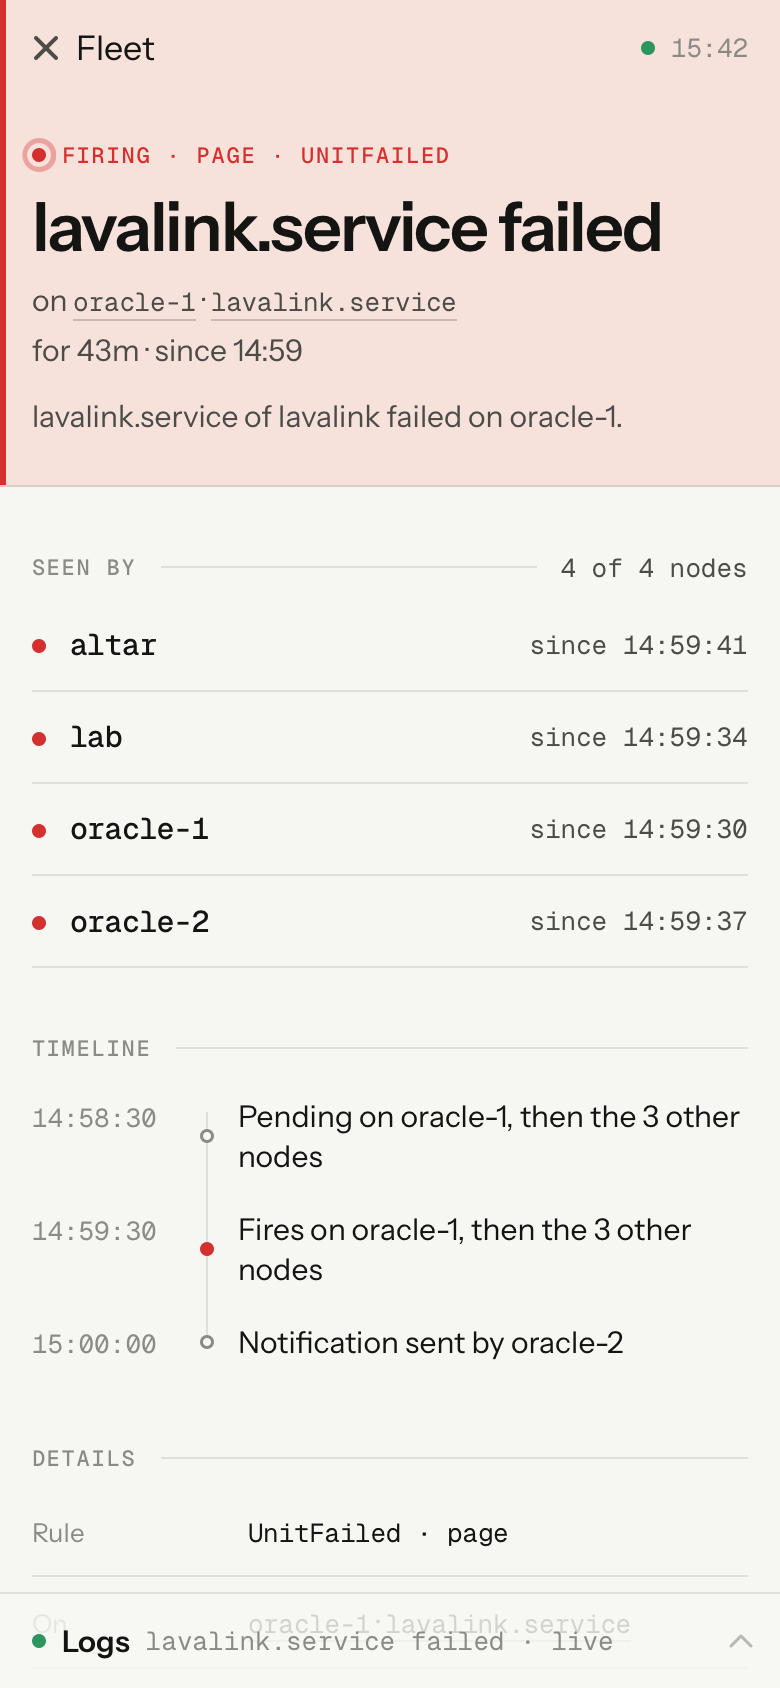 Fleet
15:42
FIRING · PAGE · UNITFAILED
lavalink.service failed
on oracle-1·lavalink.service
for 43m · since 14:59
lavalink.service of lavalink failed on oracle-1.
SEEN BY
4 of 4 nodes
altar
since 14:59:41
lab
since 14:59:34
oracle-1
since 14:59:30
oracle-2
since 14:59:37
TIMELINE
14:58:30
Pending on oracle-1, then the 3 other
nodes
14:59:30
Fires on oracle-1, then the 3 other
nodes
15:00:00
Notification sent by oracle-2
DETAILS
Rule
UnitFailed · page
On
oracle-1·lavalink.service
Logs lavalink.service failed · live